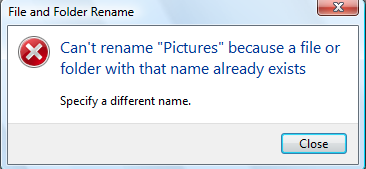 File and Folder Rename
Can't rename "Pictures" because a file or
folder with that name already exists
Specify a different name.
Close